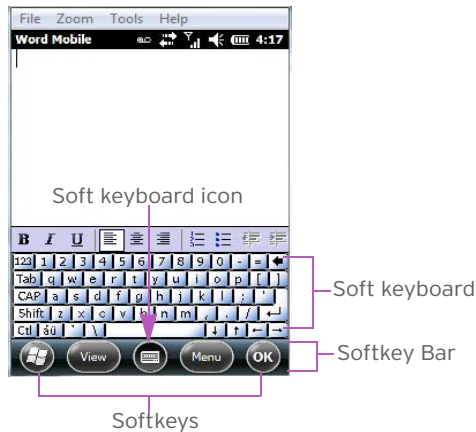 File Zoom Tools Help
Word Mobile 4:17
Soft keyboard icon
B I U
123 1 2 3 4 5 6 7 8 9 0 - =
Tab q w e r t y u i o p [ ]
CAP a s d f g h j k l ; '
Shift z x c v b n m , . /
Ctl áü ` \
Soft keyboard
View Menu OK
Softkey Bar
Softkeys